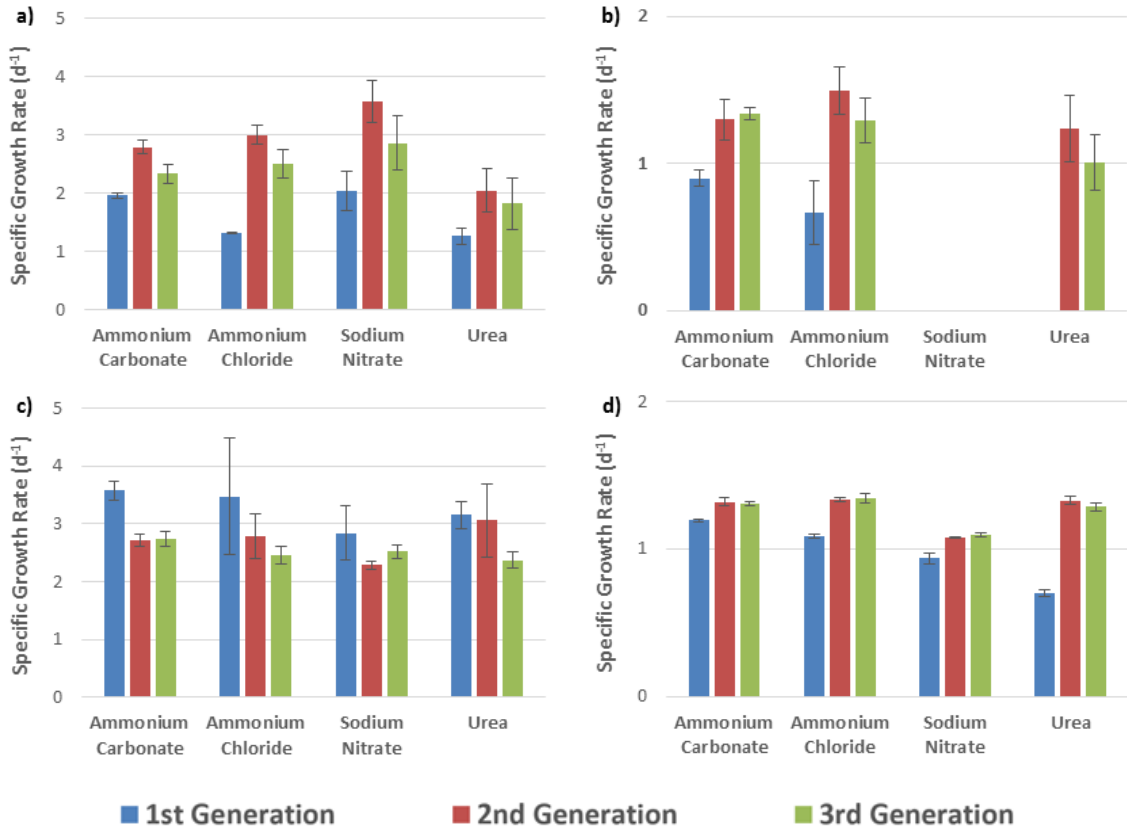 a)
Specific Growth Rate (d⁻¹)
5
4
3
2
1
0
Ammonium Carbonate
Ammonium Chloride
Sodium Nitrate
Urea
b)
Specific Growth Rate (d⁻¹)
2
1
0
Ammonium Carbonate
Ammonium Chloride
Sodium Nitrate
Urea
c)
Specific Growth Rate (d⁻¹)
5
4
3
2
1
0
Ammonium Carbonate
Ammonium Chloride
Sodium Nitrate
Urea
d)
Specific Growth Rate (d⁻¹)
2
1
0
Ammonium Carbonate
Ammonium Chloride
Sodium Nitrate
Urea
1st Generation
2nd Generation
3rd Generation